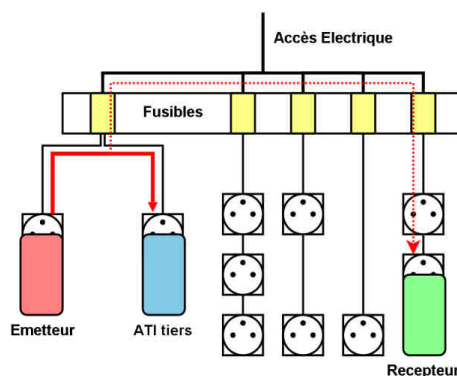 Accès Electrique
Fusibles
Emetteur
ATI tiers
Recepteur